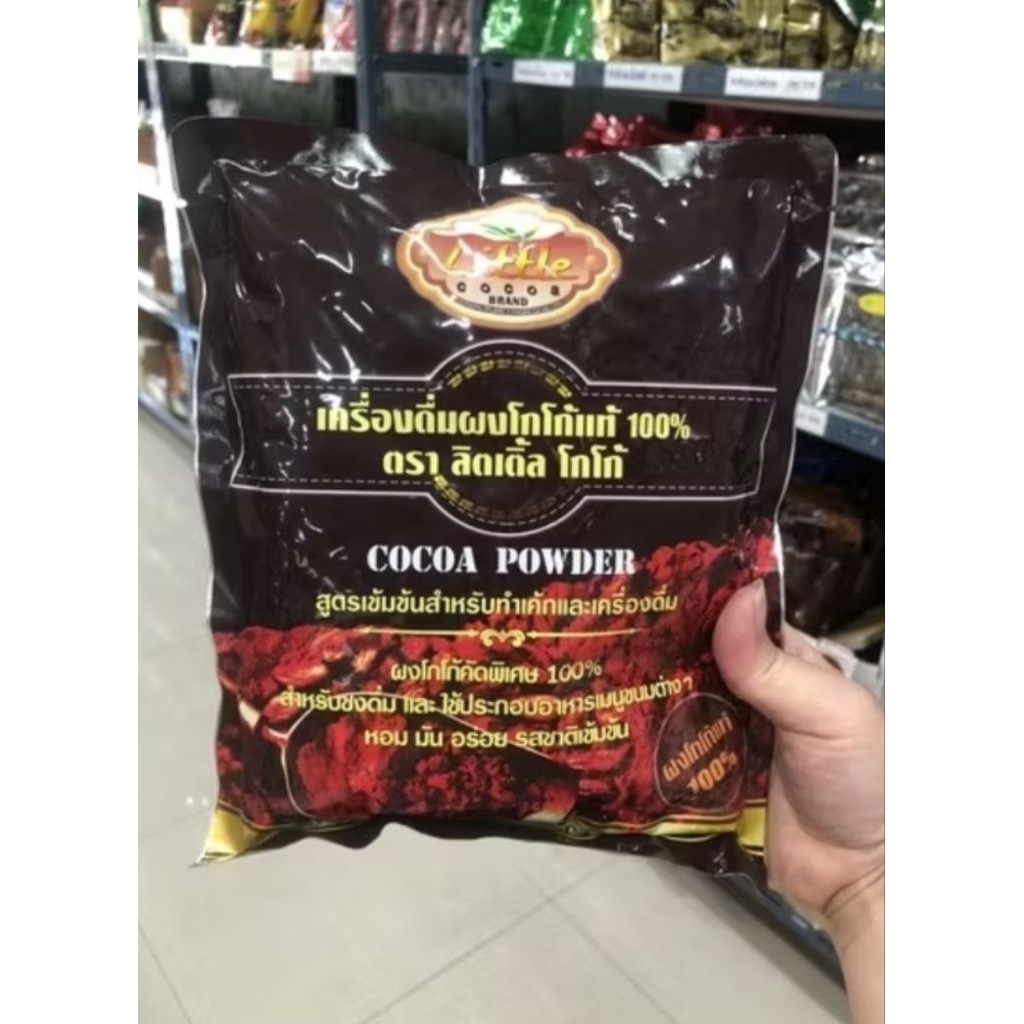 Little
cocoa
BRAND
เครื่องดื่มผงโกโก้แท้ 100%
ตรา ลิตเติ้ล โกโก้
COCOA POWDER
สูตรเข้มข้นสำหรับทำเค้กและเครื่องดื่ม
ผงโกโก้คัดพิเศษ 100%
สำหรับชงดื่ม และ ใช้ประกอบอาหารเมนูขนมต่างๆ
หอม มัน อร่อย รสชาติเข้มข้น
ผงโกโก้แท้
100%